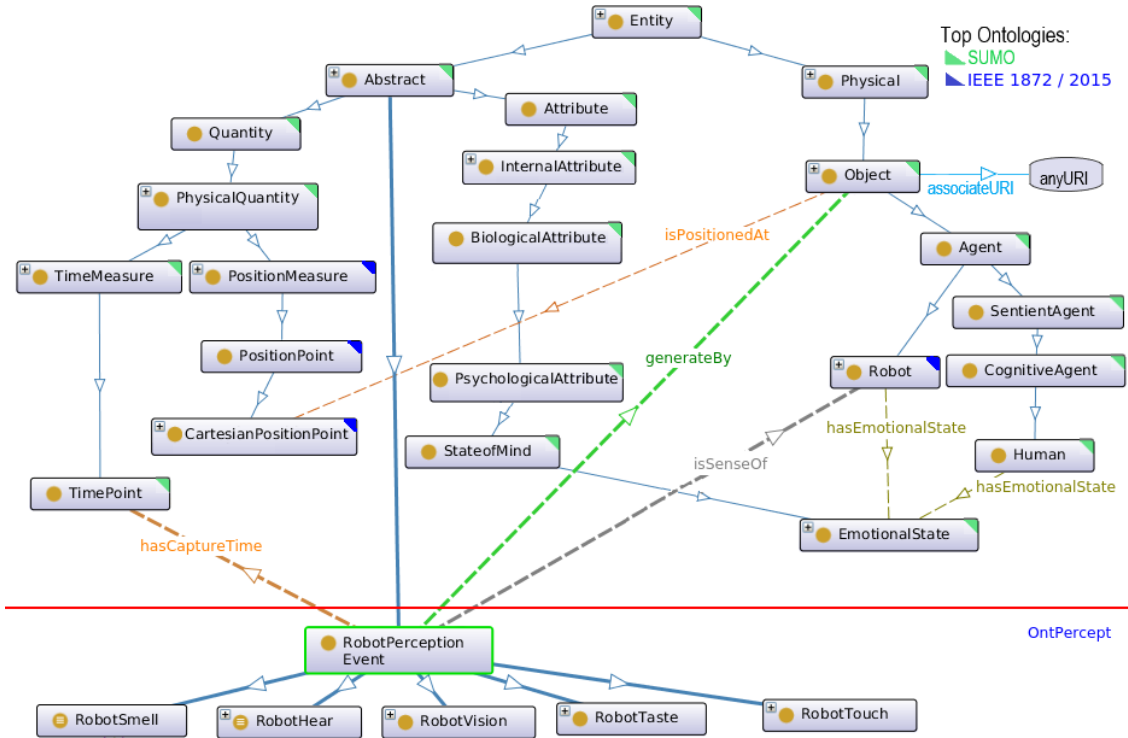 Entity
Top Ontologies:
SUMO
IEEE 1872 / 2015
Abstract
Physical
Attribute
Quantity
InternalAttribute
Object
associateURI
anyURI
PhysicalQuantity
isPositionedAt
BiologicalAttribute
Agent
TimeMeasure
PositionMeasure
SentientAgent
PositionPoint
generateBy
PsychologicalAttribute
Robot
CognitiveAgent
CartesianPositionPoint
hasEmotionalState
StateofMind
isSenseOf
Human
TimePoint
hasEmotionalState
EmotionalState
hasCaptureTime
OntPercept
RobotPerception
Event
RobotSmell
RobotHear
RobotVision
RobotTaste
RobotTouch